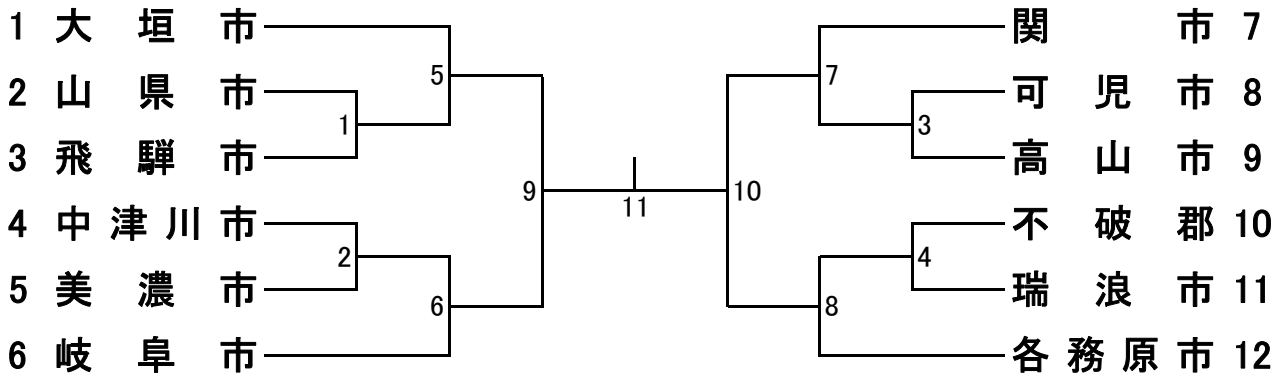 1 大垣市
関市 7
5
7
2 山県市
可児市 8
1
3
3 飛騨市
高山市 9
9
10
11
4 中津川市
不破郡 10
2
4
5 美濃市
瑞浪市 11
6
8
6 岐阜市
各務原市 12